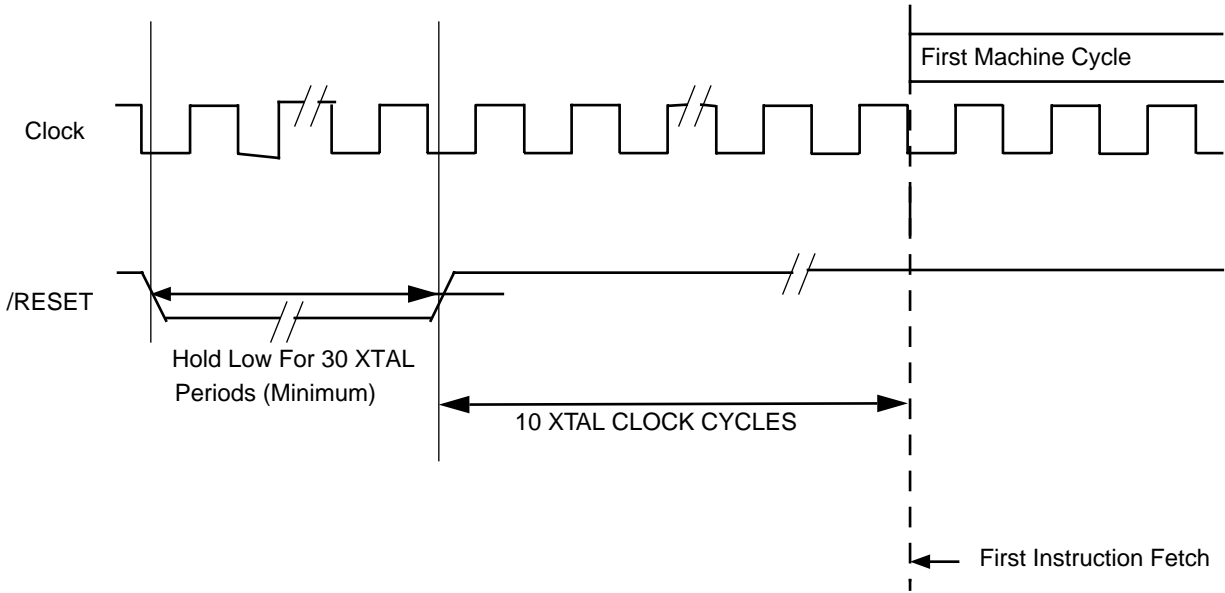 First Machine Cycle
Clock
/RESET
Hold Low For 30 XTAL
Periods (Minimum)
10 XTAL CLOCK CYCLES
First Instruction Fetch